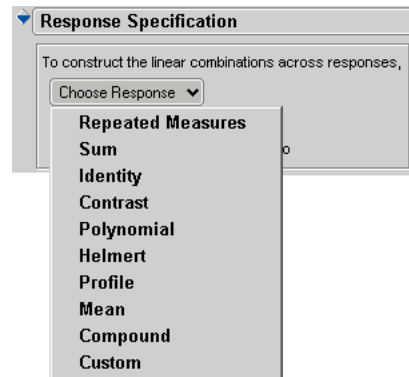 Response Specification
To construct the linear combinations across responses,
Choose Response
Repeated Measures
Sum
Identity
Contrast
Polynomial
Helmert
Profile
Mean
Compound
Custom